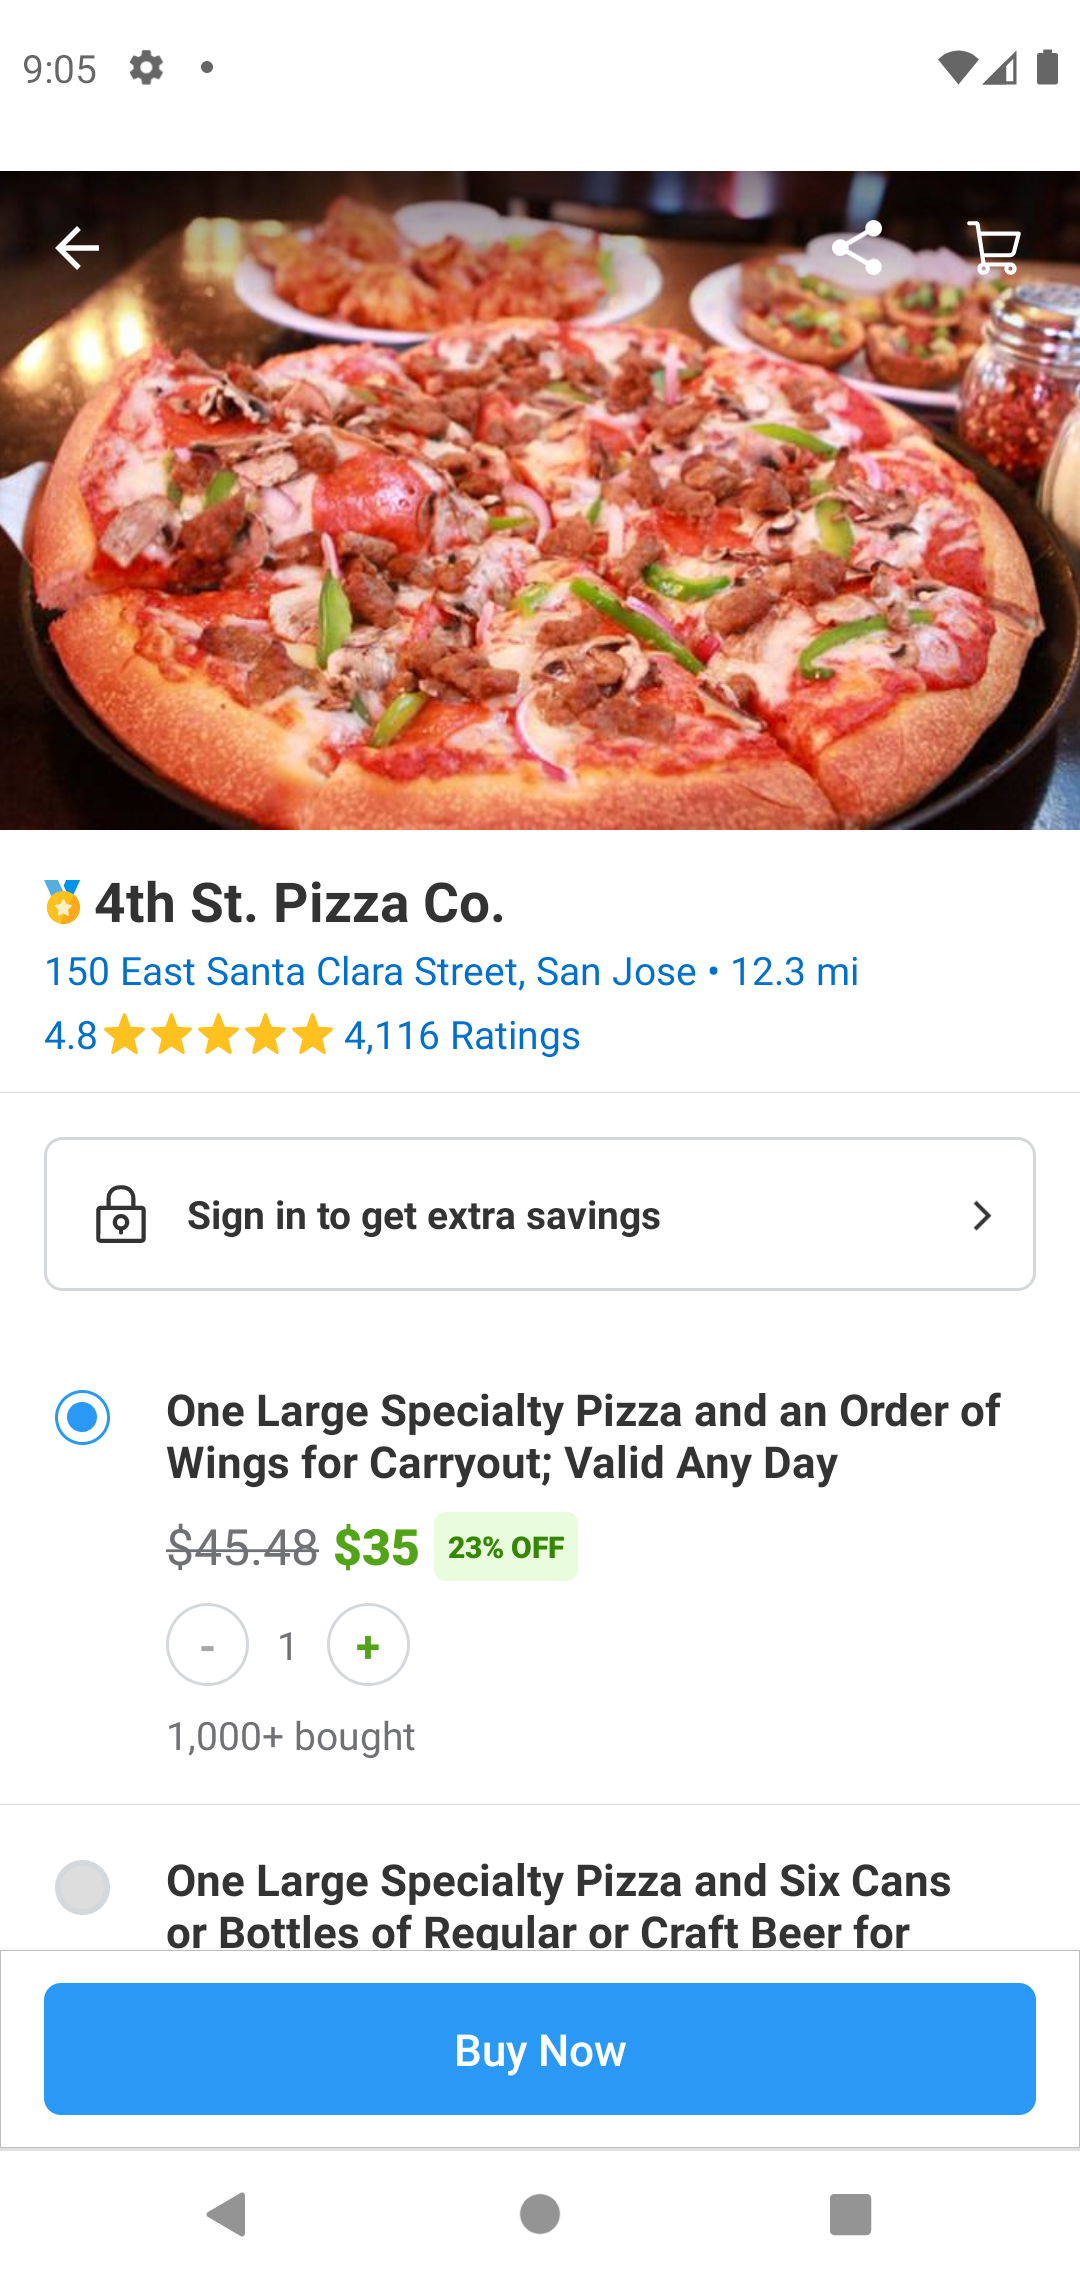 9:05
4th St. Pizza Co.
150 East Santa Clara Street, San Jose • 12.3 mi
4.8 4,116 Ratings
Sign in to get extra savings
One Large Specialty Pizza and an Order of
Wings for Carryout; Valid Any Day
$45.48 $35 23% OFF
- 1 +
1,000+ bought
One Large Specialty Pizza and Six Cans
or Bottles of Regular or Craft Beer for
Buy Now